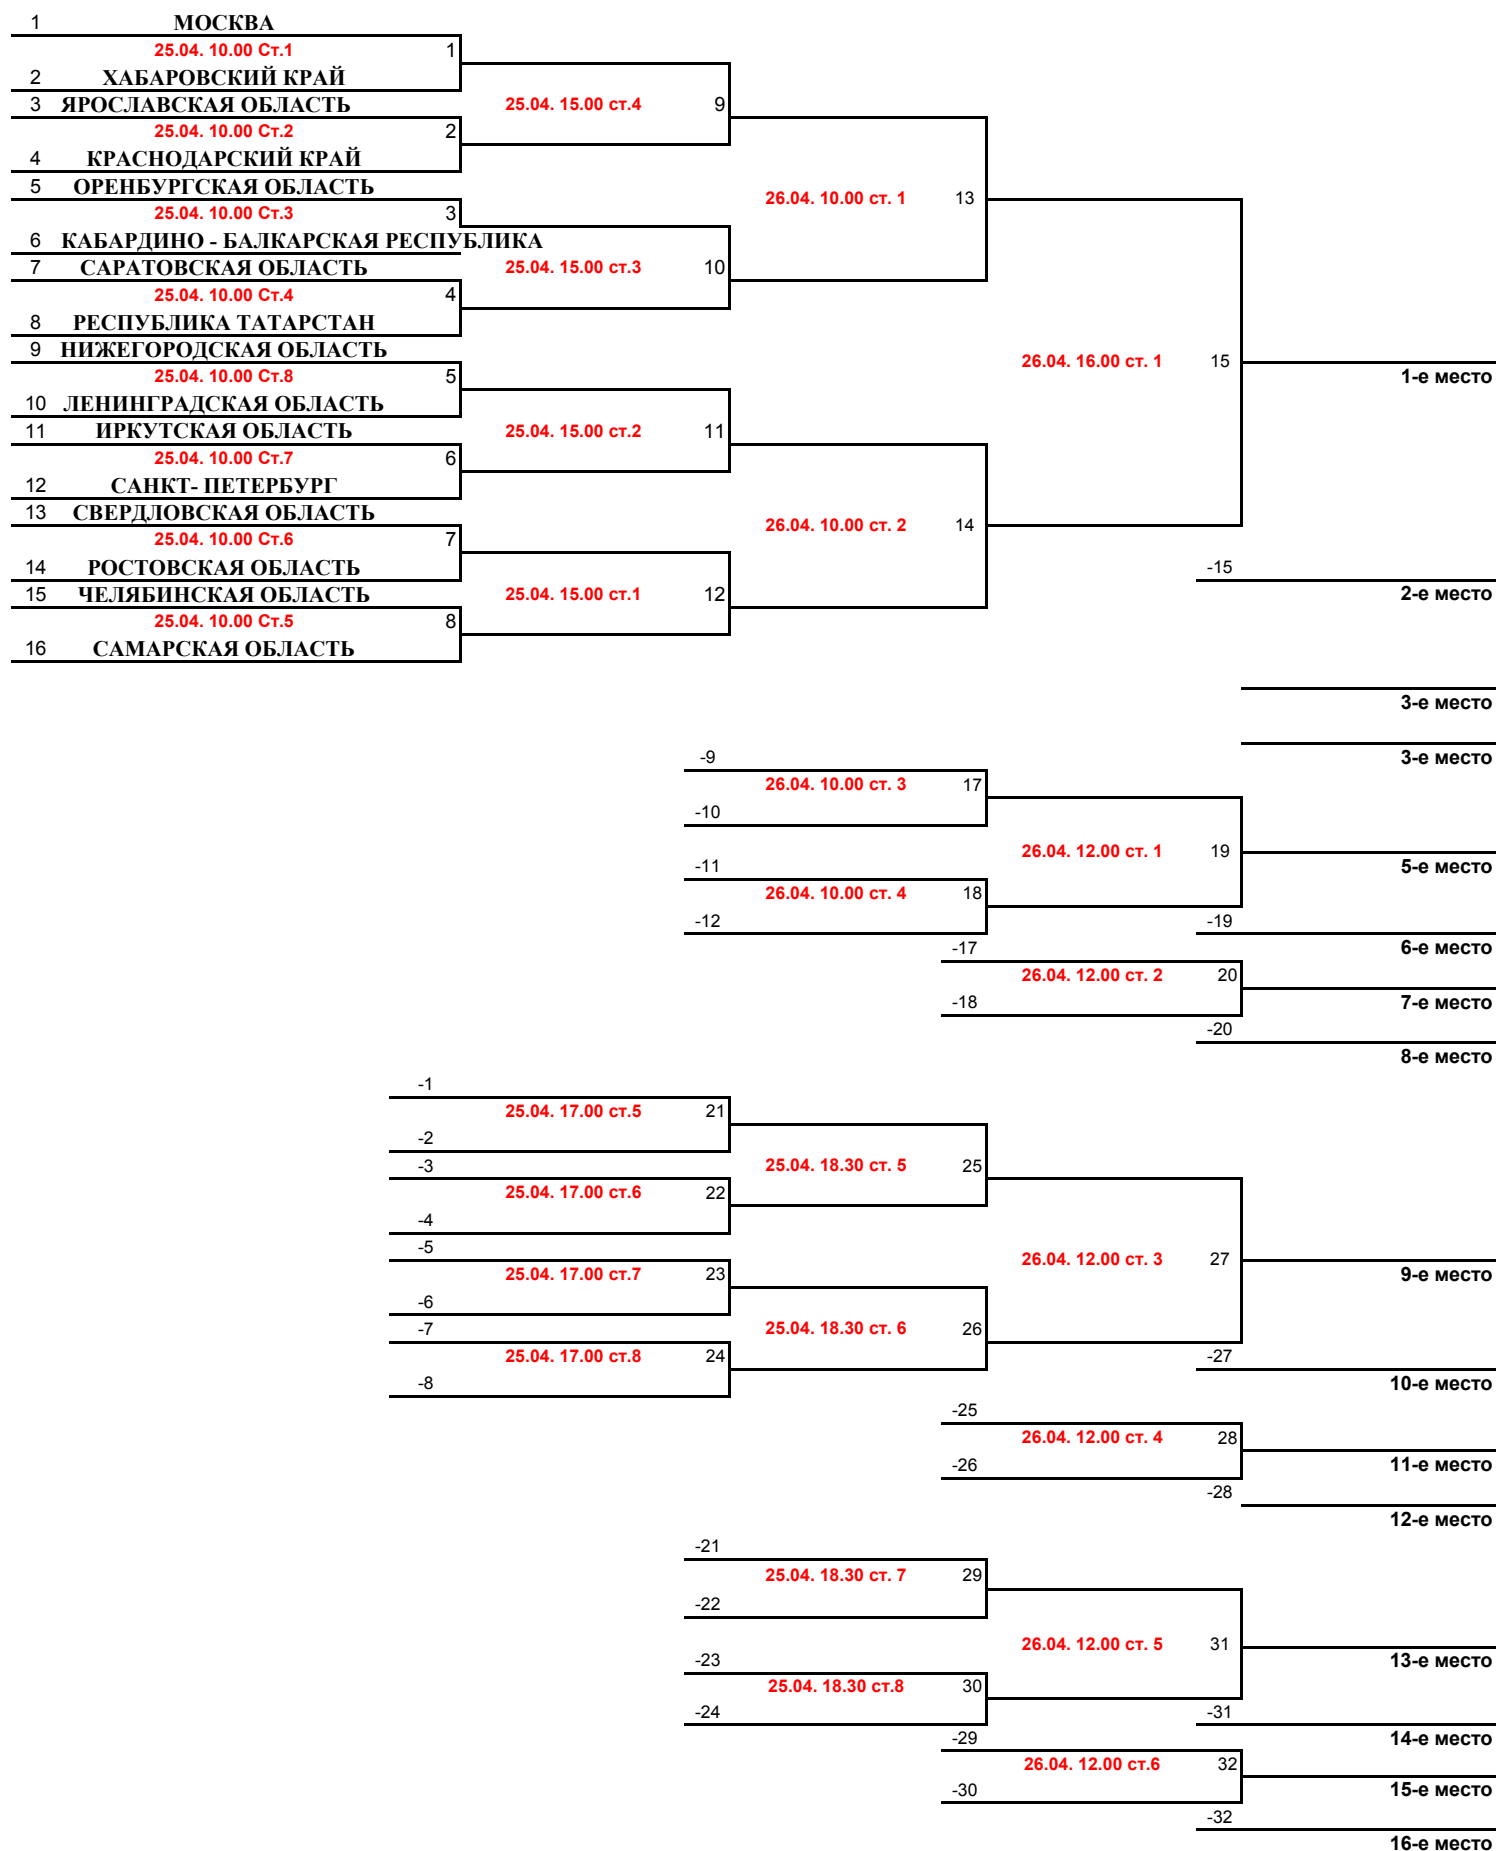 1 МОСКВА
25.04. 10.00 Ст.1 1
2 ХАБАРОВСКИЙ КРАЙ
3 ЯРОСЛАВСКАЯ ОБЛАСТЬ 25.04. 15.00 ст.4 9
25.04. 10.00 Ст.2 2
4 КРАСНОДАРСКИЙ КРАЙ
5 ОРЕНБУРГСКАЯ ОБЛАСТЬ 26.04. 10.00 ст. 1 13
25.04. 10.00 Ст.3 3
6 КАБАРДИНО - БАЛКАРСКАЯ РЕСПУБЛИКА
7 САРАТОВСКАЯ ОБЛАСТЬ 25.04. 15.00 ст.3 10
25.04. 10.00 Ст.4 4
8 РЕСПУБЛИКА ТАТАРСТАН
9 НИЖЕГОРОДСКАЯ ОБЛАСТЬ 26.04. 16.00 ст. 1 15
25.04. 10.00 Ст.8 5 1-е место
10 ЛЕНИНГРАДСКАЯ ОБЛАСТЬ
11 ИРКУТСКАЯ ОБЛАСТЬ 25.04. 15.00 ст.2 11
25.04. 10.00 Ст.7 6
12 САНКТ- ПЕТЕРБУРГ
13 СВЕРДЛОВСКАЯ ОБЛАСТЬ 26.04. 10.00 ст. 2 14
25.04. 10.00 Ст.6 7
14 РОСТОВСКАЯ ОБЛАСТЬ -15
15 ЧЕЛЯБИНСКАЯ ОБЛАСТЬ 25.04. 15.00 ст.1 12 2-е место
25.04. 10.00 Ст.5 8
16 САМАРСКАЯ ОБЛАСТЬ
3-е место
-9 3-е место
26.04. 10.00 ст. 3 17
-10
26.04. 12.00 ст. 1 19
-11 5-е место
26.04. 10.00 ст. 4 18
-12 -19
-17 6-е место
26.04. 12.00 ст. 2 20
-18 7-е место
-20
8-е место
-1
25.04. 17.00 ст.5 21
-2
-3 25.04. 18.30 ст. 5 25
25.04. 17.00 ст.6 22
-4
-5 26.04. 12.00 ст. 3 27
25.04. 17.00 ст.7 23 9-е место
-6
-7 25.04. 18.30 ст. 6 26
25.04. 17.00 ст.8 24 -27
-8 10-е место
-25
26.04. 12.00 ст. 4 28
-26 11-е место
-28
12-е место
-21
25.04. 18.30 ст. 7 29
-22
26.04. 12.00 ст. 5 31
-23 13-е место
25.04. 18.30 ст.8 30
-24 -31
-29 14-е место
26.04. 12.00 ст.6 32
-30 15-е место
-32
16-е место